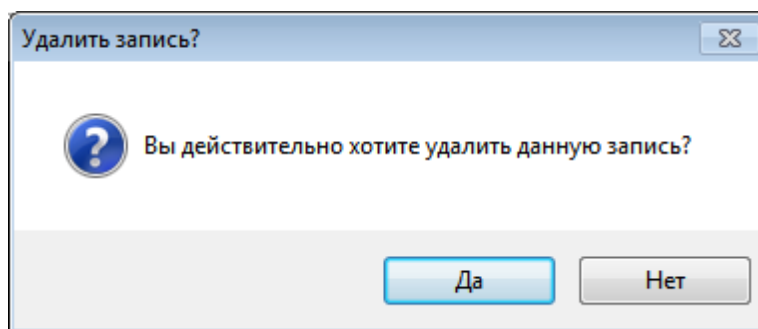 Удалить запись?
Вы действительно хотите удалить данную запись?
Да
Нет